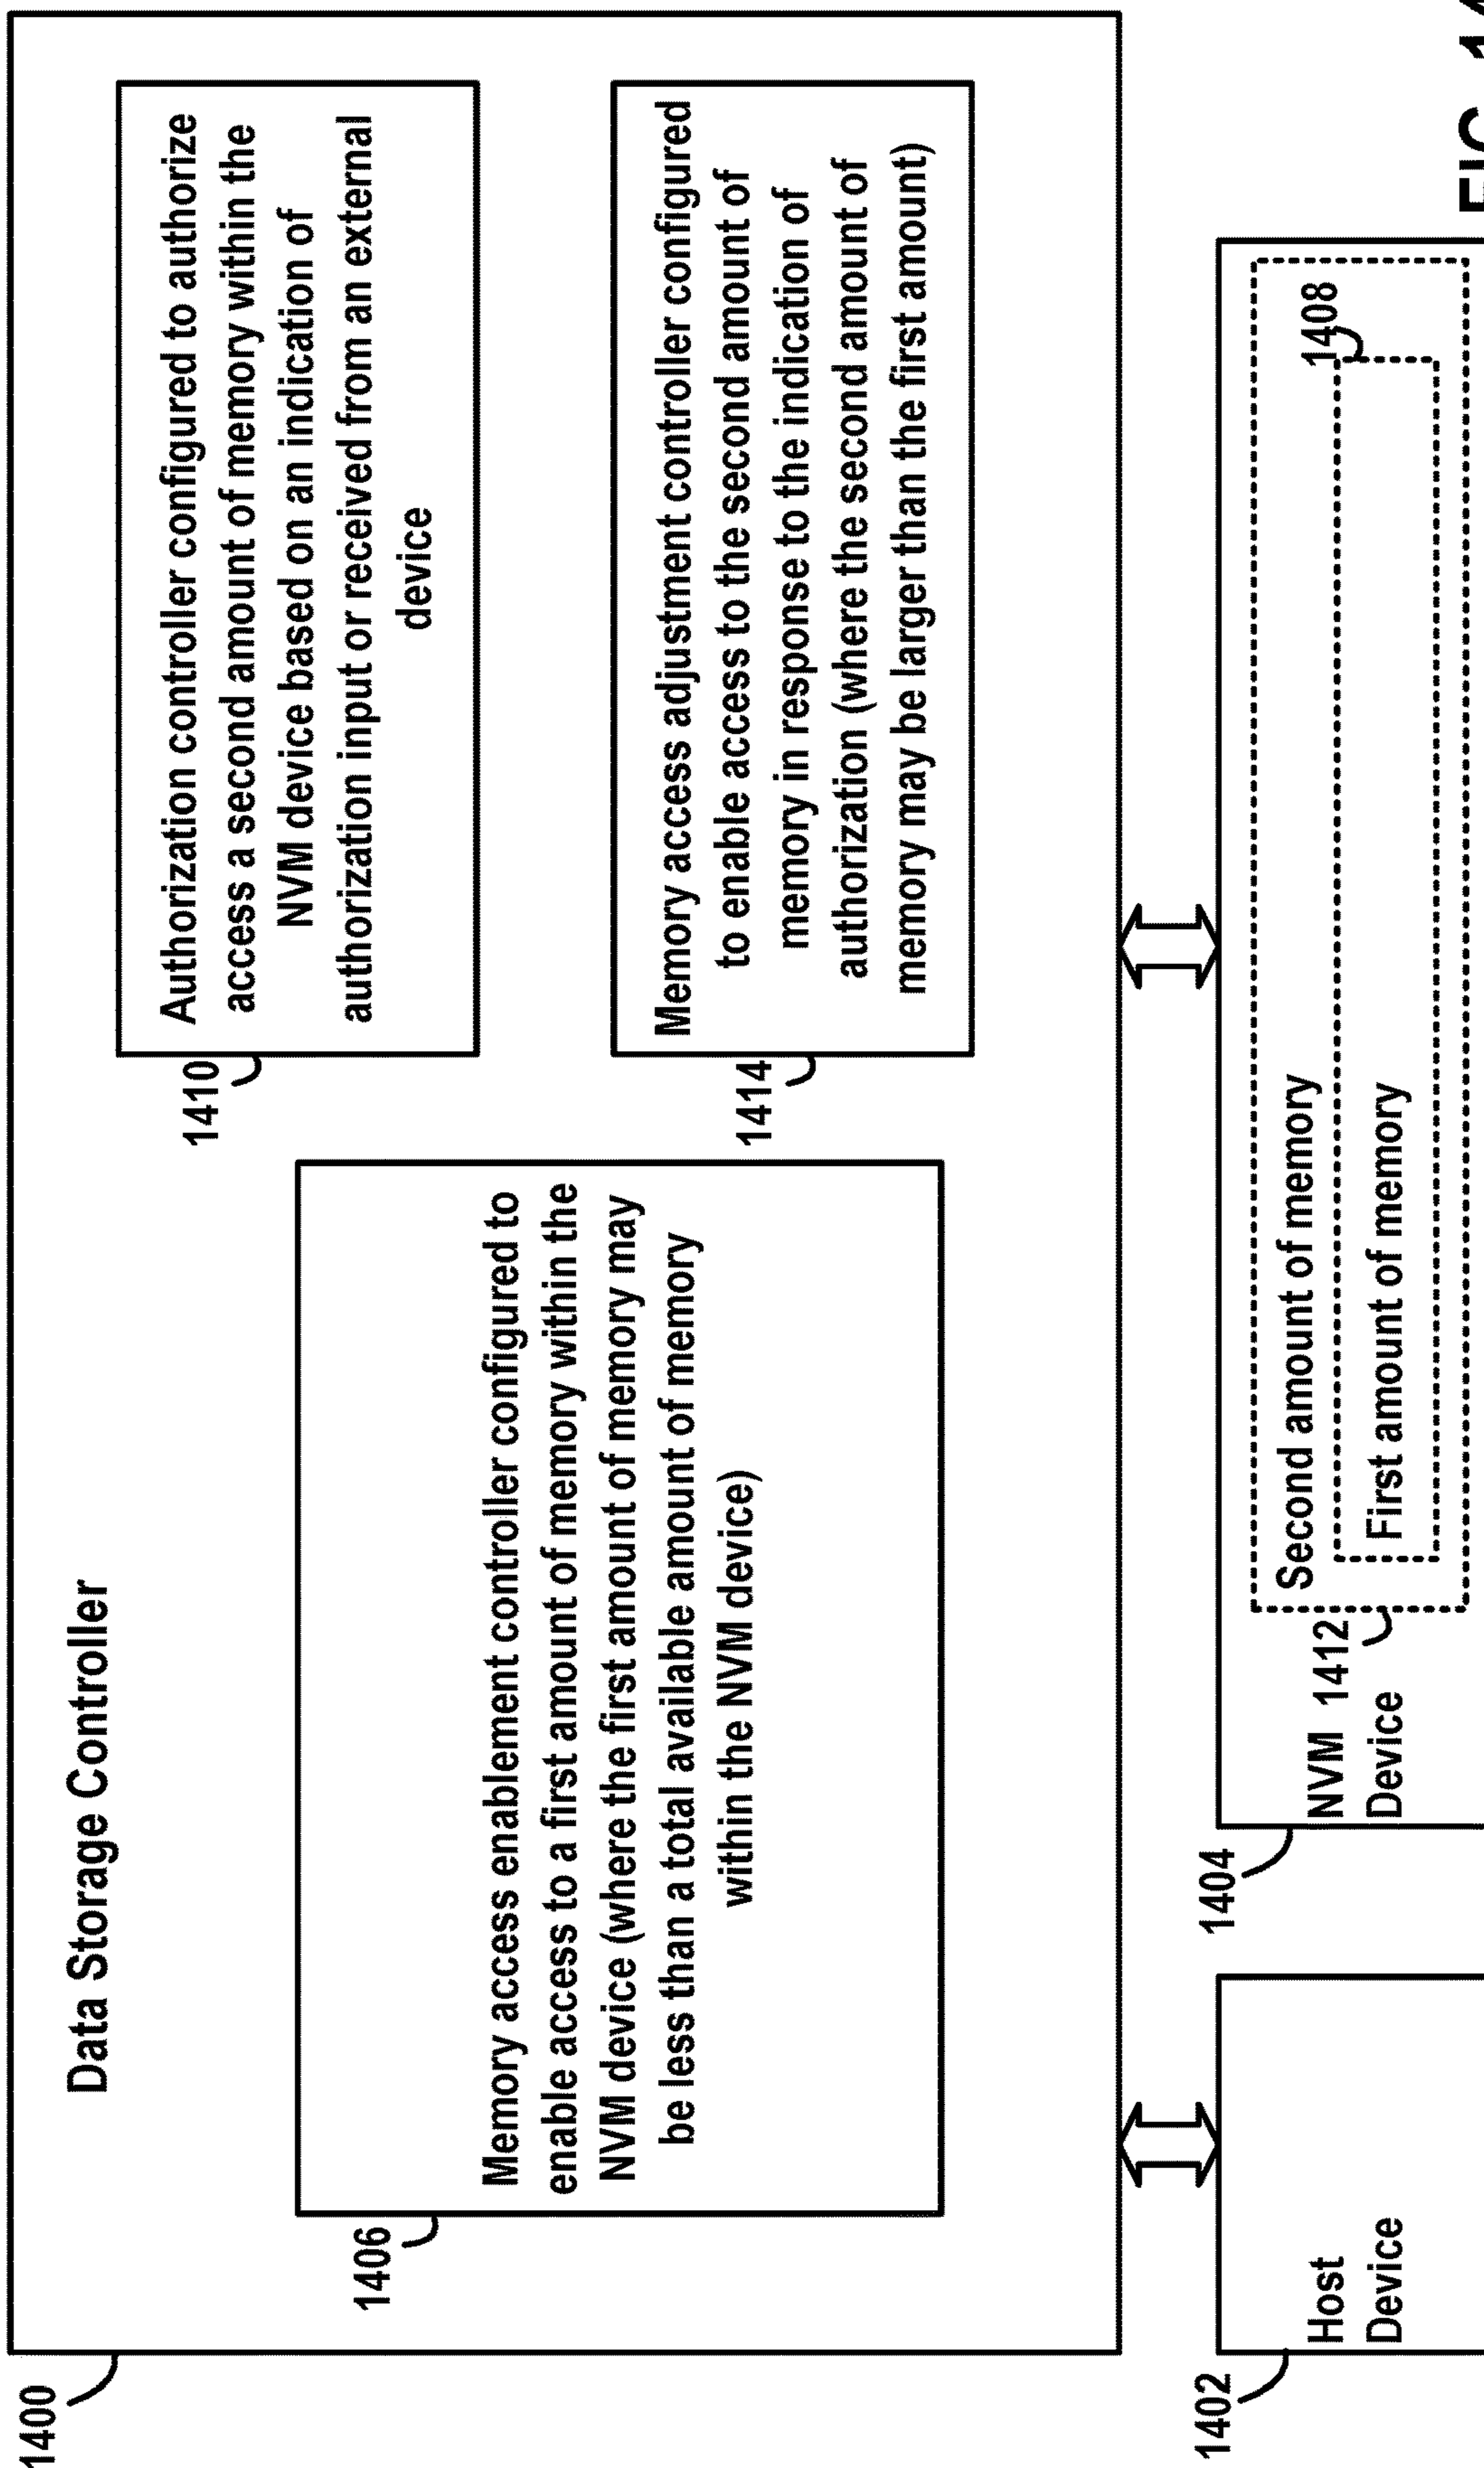 1400
Data Storage Controller
1406
Memory access enablement controller configured to
enable access to a first amount of memory within the
NVM device (where the first amount of memory may
be less than a total available amount of memory
within the NVM device)
1410
Authorization controller configured to authorize
access a second amount of memory within the
NVM device based on an indication of
authorization input or received from an external
device
1414
Memory access adjustment controller configured
to enable access to the second amount of
memory in response to the indication of
authorization (where the second amount of
memory may be larger than the first amount)
1402
Host
Device
1404
NVM
Device
1412
Second amount of memory
1408
First amount of memory